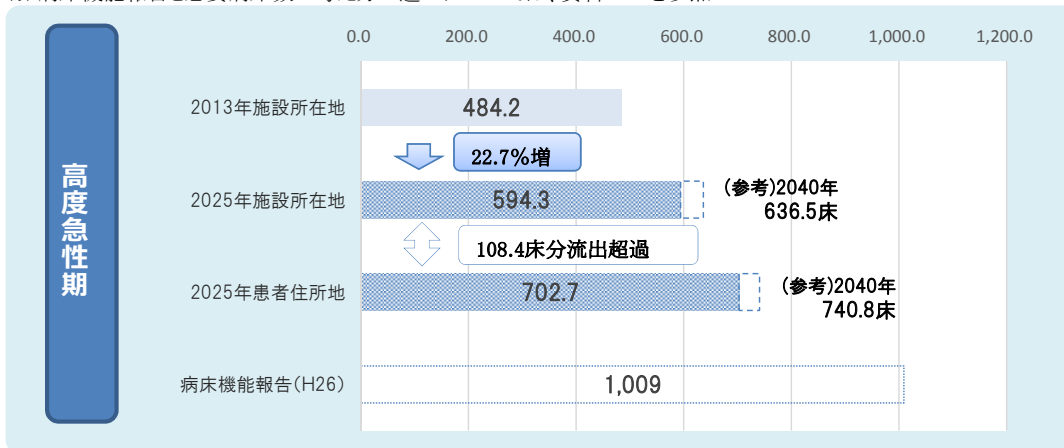 0.0 200.0 400.0 600.0 800.0 1,000.0 1,200.0
高度急性期
2013年施設所在地 484.2
22.7%増
2025年施設所在地 594.3 (参考)2040年
636.5床
108.4床分流出超過
2025年患者住所地 702.7 (参考)2040年
740.8床
病床機能報告(H26) 1,009